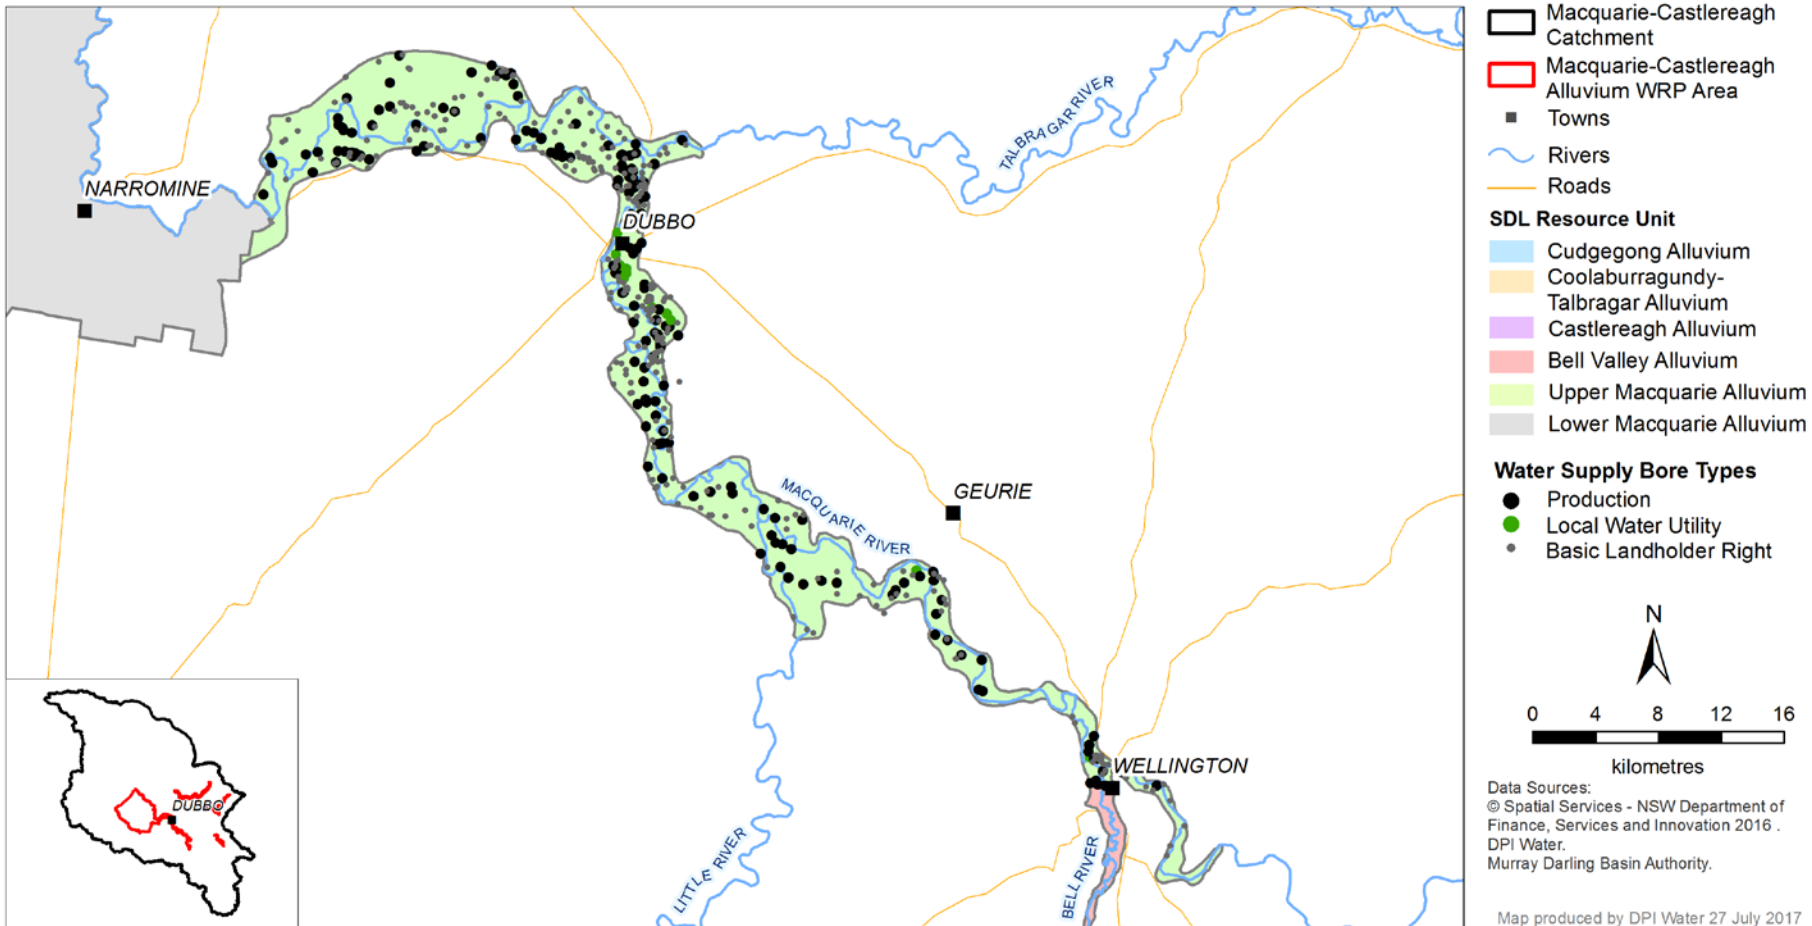 NARROMINE
DUBBO
TALBRAGAR RIVER
GEURIE
MACQUARIE RIVER
WELLINGTON
LITTLE RIVER
BELL RIVER
DUBBO
Macquarie-Castlereagh
Catchment
Macquarie-Castlereagh
Alluvium WRP Area
Towns
Rivers
Roads
SDL Resource Unit
Cudgegong Alluvium
Coolaburragundy-
Talbragar Alluvium
Castlereagh Alluvium
Bell Valley Alluvium
Upper Macquarie Alluvium
Lower Macquarie Alluvium
Water Supply Bore Types
Production
Local Water Utility
Basic Landholder Right
N
0 4 8 12 16
kilometres
Data Sources:
© Spatial Services - NSW Department of
Finance, Services and Innovation 2016 .
DPI Water.
Murray Darling Basin Authority.
Map produced by DPI Water 27 July 2017